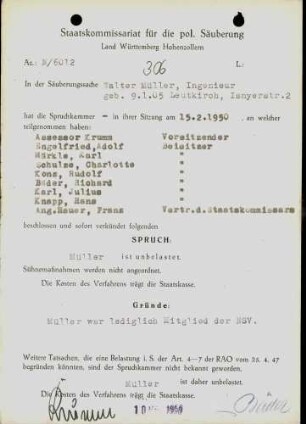 Staatskommissariat für die pol. Säuberung
Land Württemberg Hohenzollern
Az.: N/6012 306 L:
In der Säuberungssache Walter Müller, Ingenieur
geb. 9.1.05 Leutkirch, Isnyerstr.2
hat die Spruchkammer – in ihrer Sitzung am 15.2.1950, an welcher
teilgenommen haben:
Assessor Krumm Vorsitzender
Engelfried,Adolf Beisitzer
Märkle, Karl "
Schulze, Charlotte "
Kons, Rudolf "
Bäder, Richard "
Karl, Julius "
Knapp, Hans "
Ang.Hauer, Franz Vertr.d.Staatskommissars
beschlossen und sofort verkündet folgenden
SPRUCH:
Müller ist unbelastet.
Sühnemaßnahmen werden nicht angeordnet.
Die Kosten des Verfahrens trägt die Staatskasse.
Gründe:
Müller war lediglich Mitglied der NSV.
Weitere Tatsachen, die eine Belastung i. S. der Art. 4–7 der RAO vom 25. 4. 47
begründen könnten, sind der Spruchkammer nicht bekannt geworden.
Müller ist daher unbelastet.
Die Kosten des Verfahrens trägt die Staatskasse.
Krumm 10 1950 Bäder